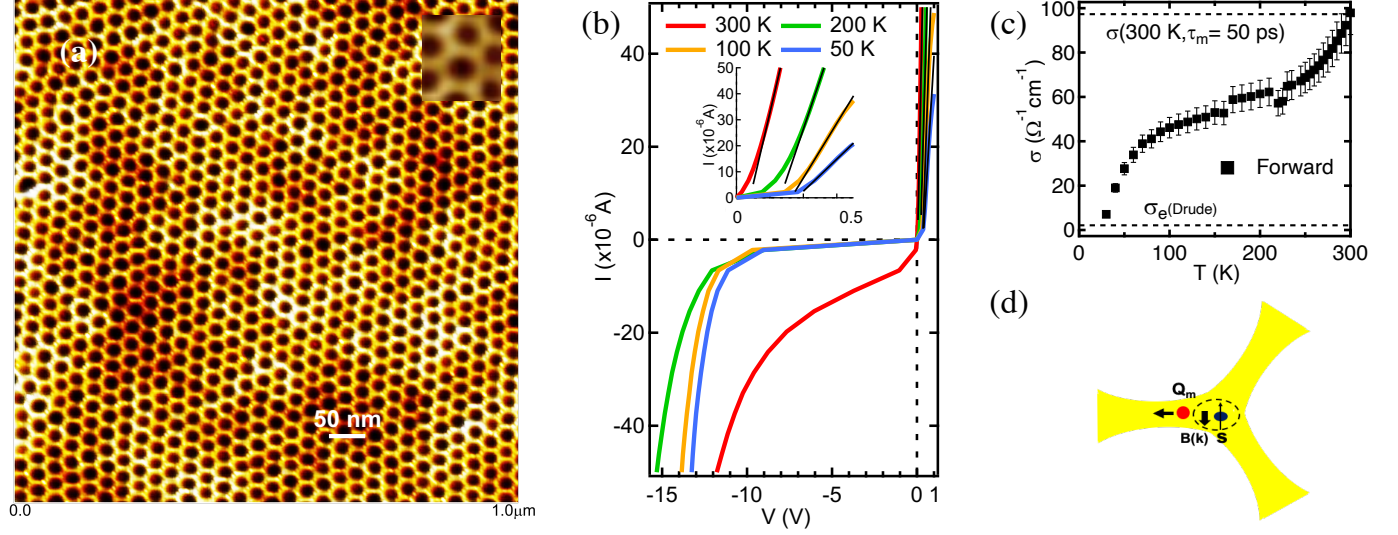 (a)
50 nm
0.0
1.0μm
(b)
300 K
200 K
100 K
50 K
I (x10⁻⁶A)
40
20
0
-20
-40
-15
-10
-5
0 1
V (V)
I (x10⁻⁶A)
50
40
30
20
10
0
0
0.5
(c)
σ(300 K,τₘ= 50 ps)
σ (Ω⁻¹cm⁻¹)
100
80
60
40
20
0
Forward
σₑ(Drude)
0
100
200
300
T (K)
(d)
Qₘ
B(k)
S